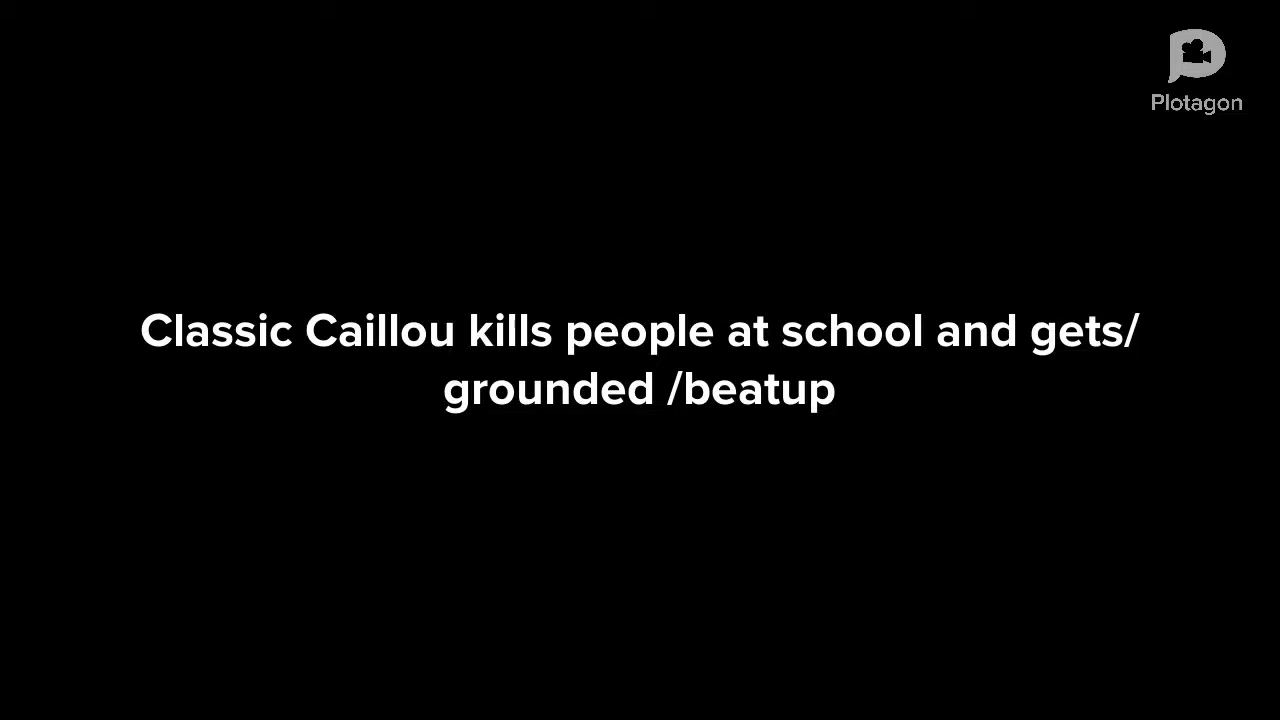 Plotagon
Classic Caillou kills people at school and gets/
grounded /beatup